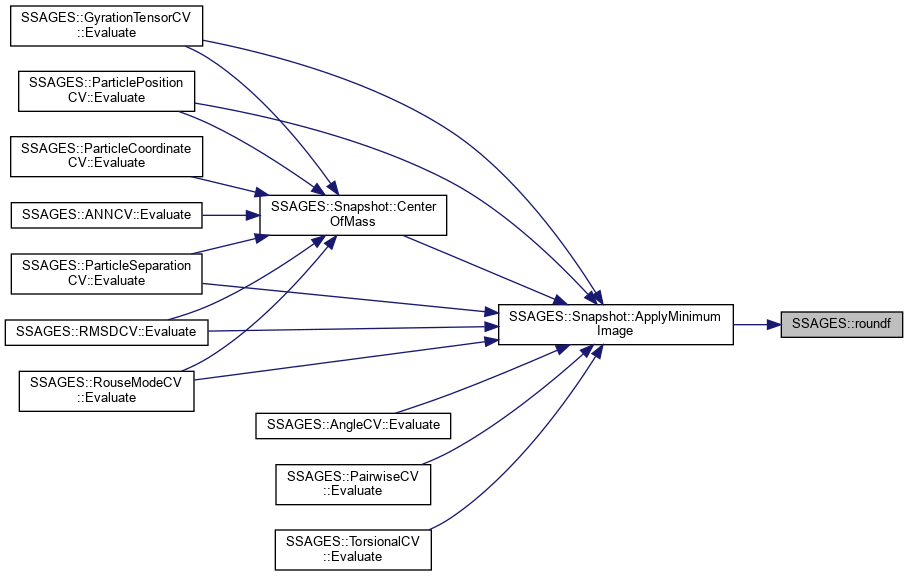 SSAGES::GyrationTensorCV
::Evaluate
SSAGES::ParticlePosition
CV::Evaluate
SSAGES::ParticleCoordinate
CV::Evaluate
SSAGES::ANNCV::Evaluate
SSAGES::ParticleSeparation
CV::Evaluate
SSAGES::RMSDCV::Evaluate
SSAGES::RouseModeCV
::Evaluate
SSAGES::Snapshot::Center
OfMass
SSAGES::AngleCV::Evaluate
SSAGES::PairwiseCV
::Evaluate
SSAGES::TorsionalCV
::Evaluate
SSAGES::Snapshot::ApplyMinimum
Image
SSAGES::roundf